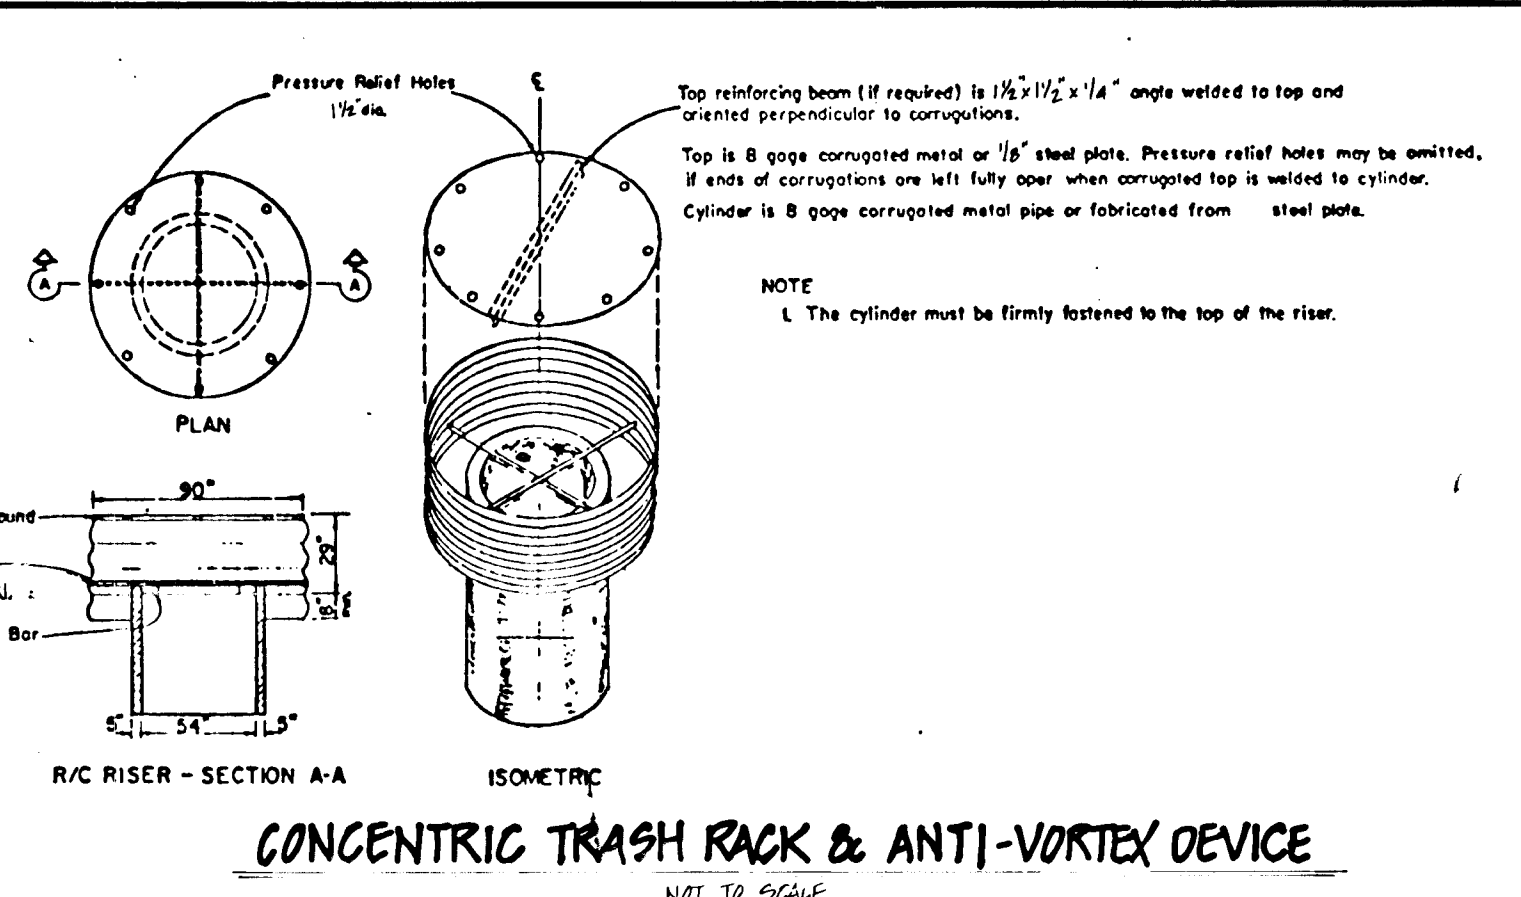 Pressure Relief Holes
1½" dia.
℄
Top reinforcing beam (if required) is 1½"x1½"x1/4" angle welded to top and
oriented perpendicular to corrugations.
Top is 8 gage corrugated metal or 1/8" steel plate. Pressure relief holes may be omitted,
if ends of corrugations are left fully open when corrugated top is welded to cylinder.
Cylinder is 8 gage corrugated metal pipe or fabricated from steel plate.
NOTE
1. The cylinder must be firmly fastened to the top of the riser.
A
A
PLAN
90"
29"
8"
min.
Bar
5" 54" 5"
R/C RISER - SECTION A-A
ISOMETRIC
CONCENTRIC TRASH RACK & ANTI-VORTEX DEVICE
NOT TO SCALE